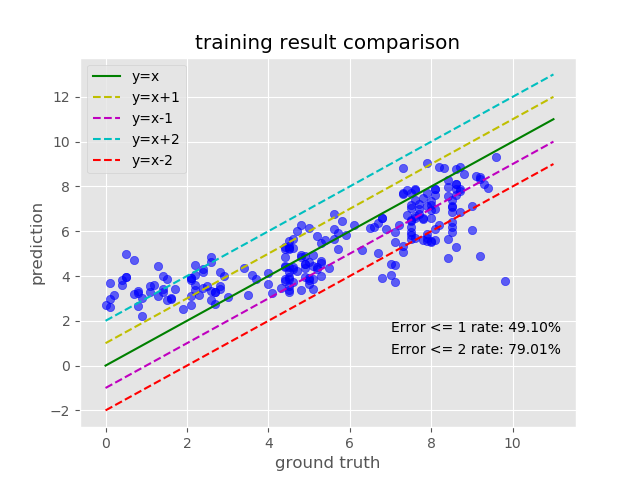 training result comparison
y=x
y=x+1
y=x-1
y=x+2
y=x-2
12
10
8
6
4
2
0
−2
prediction
Error <= 1 rate: 49.10%
Error <= 2 rate: 79.01%
0 2 4 6 8 10
ground truth